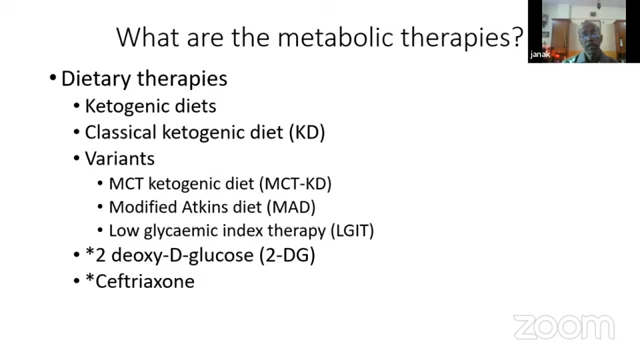 What are the metabolic therapies?
janak
• Dietary therapies
• Ketogenic diets
• Classical ketogenic diet (KD)
• Variants
• MCT ketogenic diet (MCT-KD)
• Modified Atkins diet (MAD)
• Low glycaemic index therapy (LGIT)
• *2 deoxy-D-glucose (2-DG)
• *Ceftriaxone
zoom